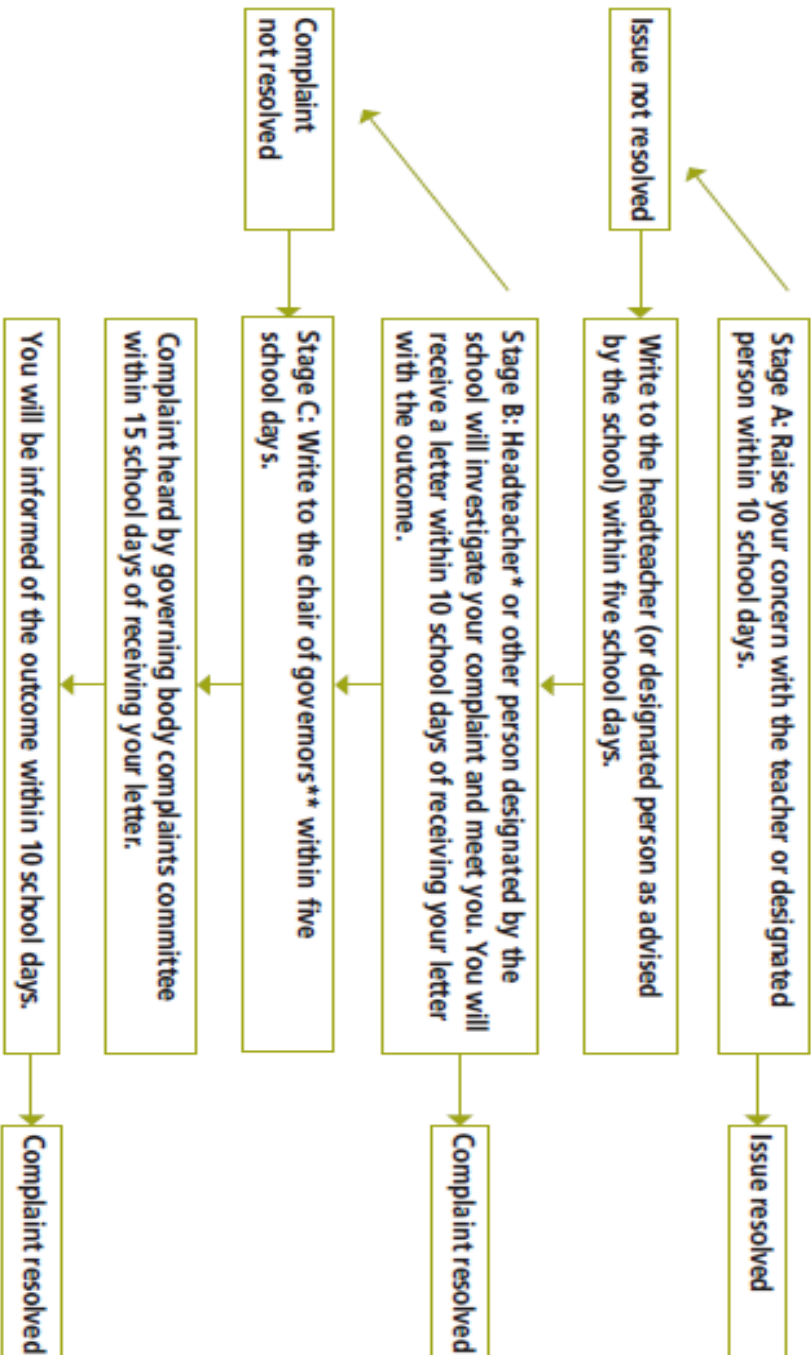 Stage A: Raise your concern with the teacher or designated
person within 10 school days.
Issue resolved
Issue not resolved
Write to the headteacher (or designated person as advised
by the school) within five school days.
Stage B: Headteacher* or other person designated by the
school will investigate your complaint and meet you. You will
receive a letter within 10 school days of receiving your letter
with the outcome.
Complaint resolved
Complaint
not resolved
Stage C: Write to the chair of governors** within five
school days.
Complaint heard by governing body complaints committee
within 15 school days of receiving your letter.
You will be informed of the outcome within 10 school days.
Complaint resolved